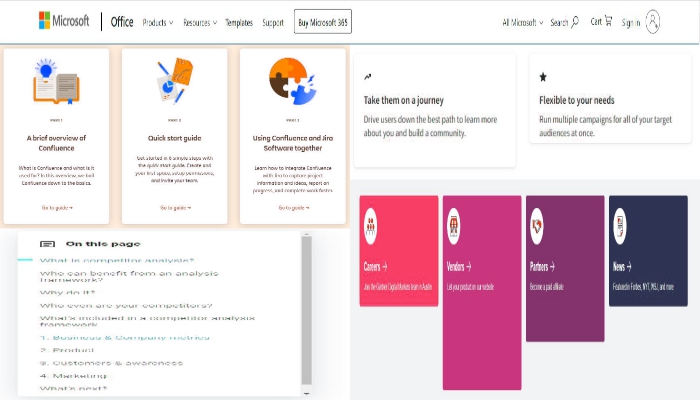 Microsoft
Office
Products
Resources
Templates
Support
Buy Microsoft 365
All Microsoft
Search
Cart
Sign in
A brief overview of
Confluence
What is Confluence and what is it
used for? In this overview, we boil
Confluence down to the basics.
Go to guide →
Quick start guide
Get started in 6 simple steps with
the quick start guide. Create and
your first space, setup permissions,
and invite your team.
Go to guide →
Using Confluence and Jira
Software together
Learn how to integrate Confluence
with Jira to capture project
information and ideas, report on
progress, and complete work faster.
Go to guide →
Take them on a journey
Drive users down the best path to learn more
about you and build a community.
Flexible to your needs
Run multiple campaigns for all of your target
audiences at once.
On this page
What is competitor analysis?
Who can benefit from an analysis
framework?
Why do it?
Who even are your competitors?
What's included in a competitor analysis
framework
1. Business & Company metrics
2. Product
3. Customers & awareness
4. Marketing
What's next?
Careers →
Join the Gartner Digital Markets team in Austin
Vendors →
List your product on our website
Partners →
Become a paid affiliate
News →
Featured in Forbes, NYT, WSJ, and more